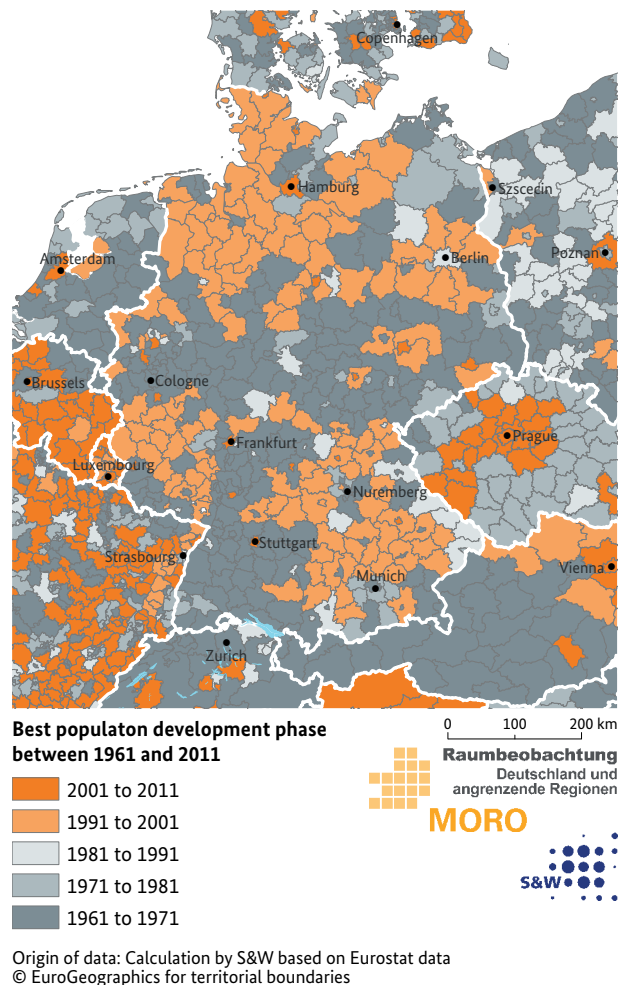 Copenhagen
Hamburg
Szscecin
Amsterdam
Berlin
Poznan
Brussels
Cologne
Prague
Frankfurt
Luxembourg
Nuremberg
Stuttgart
Strasbourg
Vienna
Munich
Zurich
Best populaton development phase
between 1961 and 2011
0 100 200 km
2001 to 2011
1991 to 2001
1981 to 1991
1971 to 1981
1961 to 1971
Raumbeobachtung
Deutschland und
angrenzende Regionen
MORO
S&W
Origin of data: Calculation by S&W based on Eurostat data
© EuroGeographics for territorial boundaries